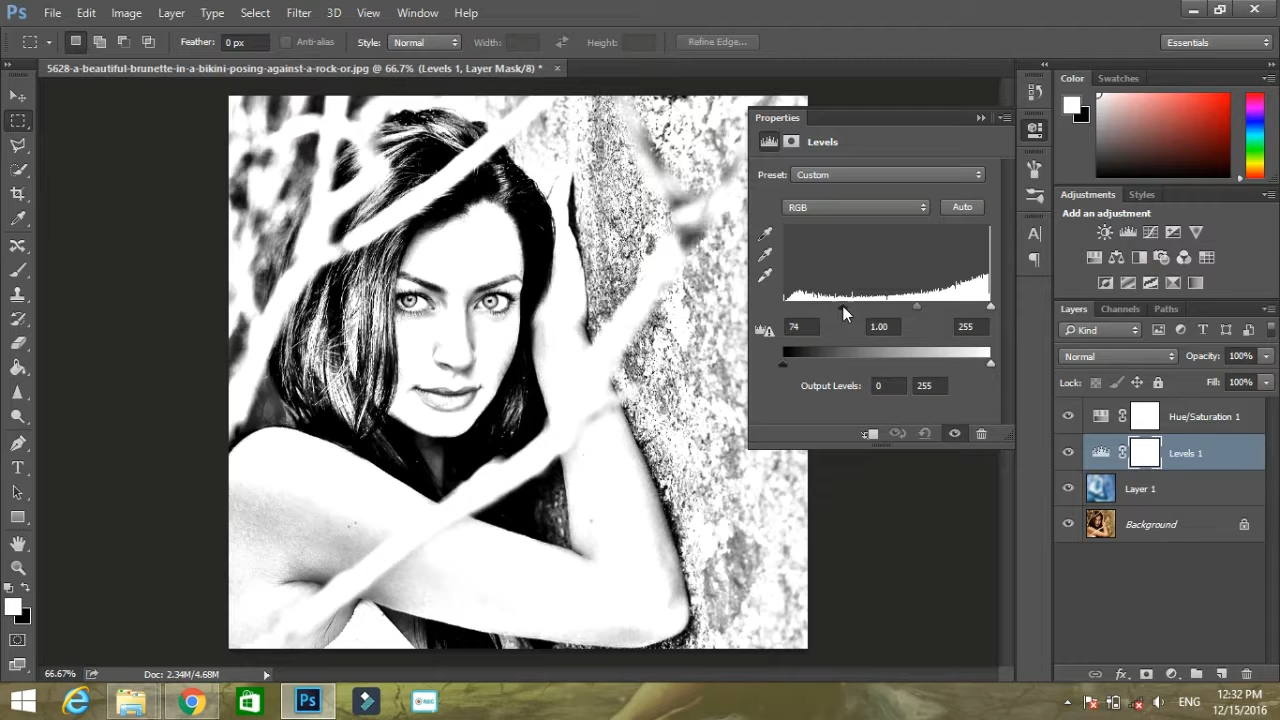 Ps File Edit Image Layer Type Select Filter 3D View Window Help
Feather: 0 px Anti-alias Style: Normal Width: Height: Refine Edge... Essentials
5628-a-beautiful-brunette-in-a-bikini-posing-against-a-rock-or.jpg @ 66.7% (Levels 1, Layer Mask/8) *
Color Swatches
Properties
Levels
Preset: Custom
RGB Auto
74 1.00 255
Output Levels: 0 255
Adjustments Styles
Add an adjustment
Layers Channels Paths
Kind
Normal Opacity: 100%
Lock: Fill: 100%
Hue/Saturation 1
Levels 1
Layer 1
Background
66.67% Doc: 2.34M/4.68M
Ps REC ENG 12:32 PM
12/15/2016